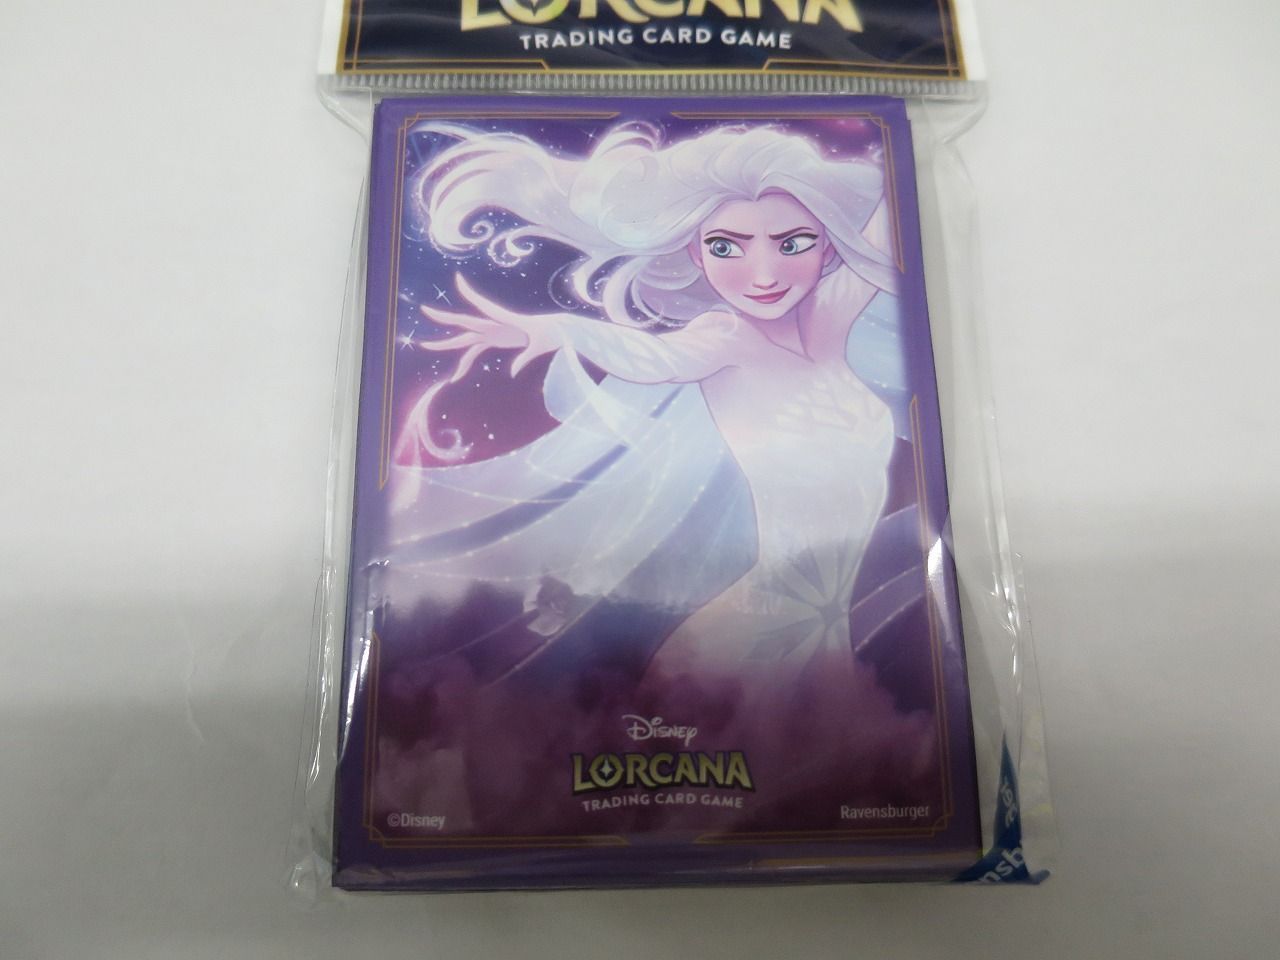 LORCANA
TRADING CARD GAME
Disney
LORCANA
TRADING CARD GAME
©Disney
Ravensburger